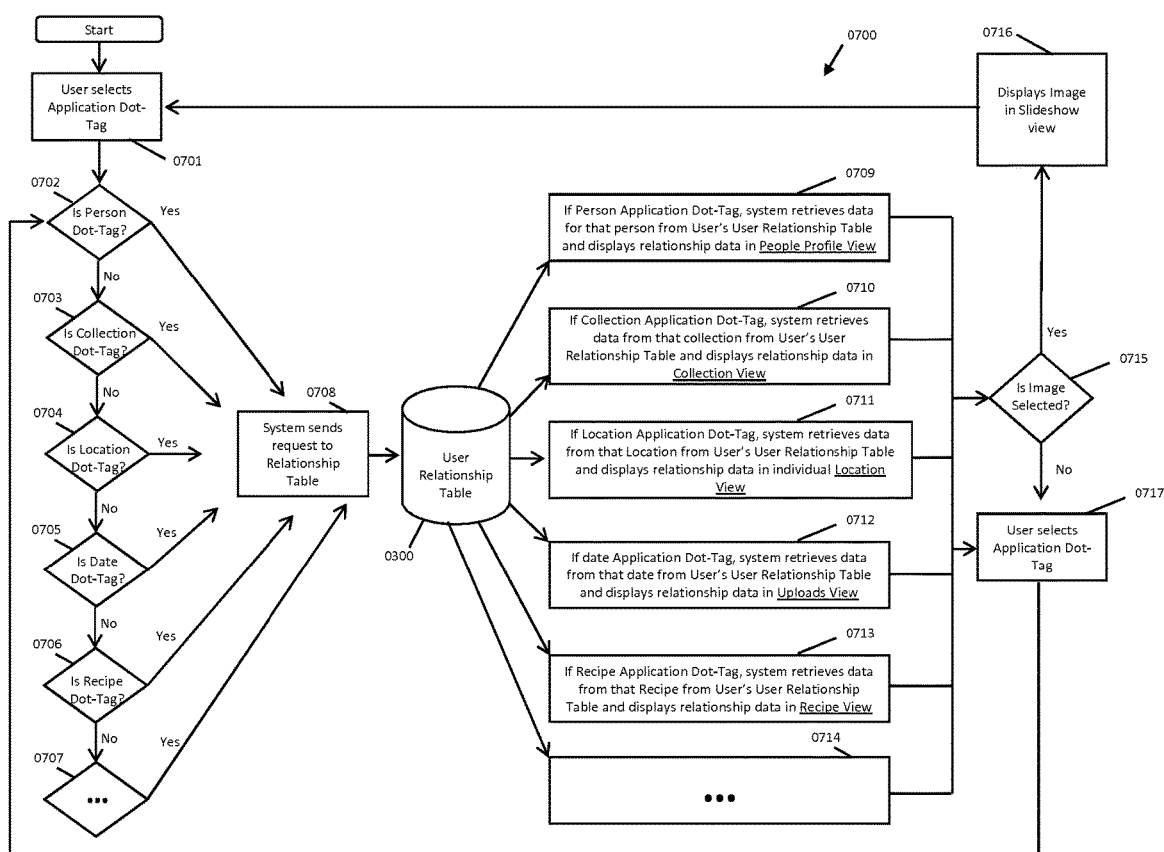 Start
User selects
Application Dot-
Tag
0701
0700
0716
Displays Image
in Slideshow
view
0702
Is Person
Dot-Tag?
Yes
No
0703
Is Collection
Dot-Tag?
Yes
No
0704
Is Location
Dot-Tag?
Yes
No
0705
Is Date
Dot-Tag?
Yes
No
0706
Is Recipe
Dot-Tag?
Yes
No
0707
...
Yes
0708
System sends
request to
Relationship
Table
User
Relationship
Table
0300
0709
If Person Application Dot-Tag, system retrieves data
for that person from User's User Relationship Table
and displays relationship data in People Profile View
0710
If Collection Application Dot-Tag, system retrieves
data from that collection from User's User
Relationship Table and displays relationship data in
Collection View
0711
If Location Application Dot-Tag, system retrieves data
from that Location from User's User Relationship Table
and displays relationship data in individual Location
View
0712
If date Application Dot-Tag, system retrieves data
from that date from User's User Relationship Table
and displays relationship data in Uploads View
0713
If Recipe Application Dot-Tag, system retrieves data
from that Recipe from User's User Relationship
Table and displays relationship data in Recipe View
0714
...
Yes
0715
Is Image
Selected?
No
0717
User selects
Application Dot-
Tag